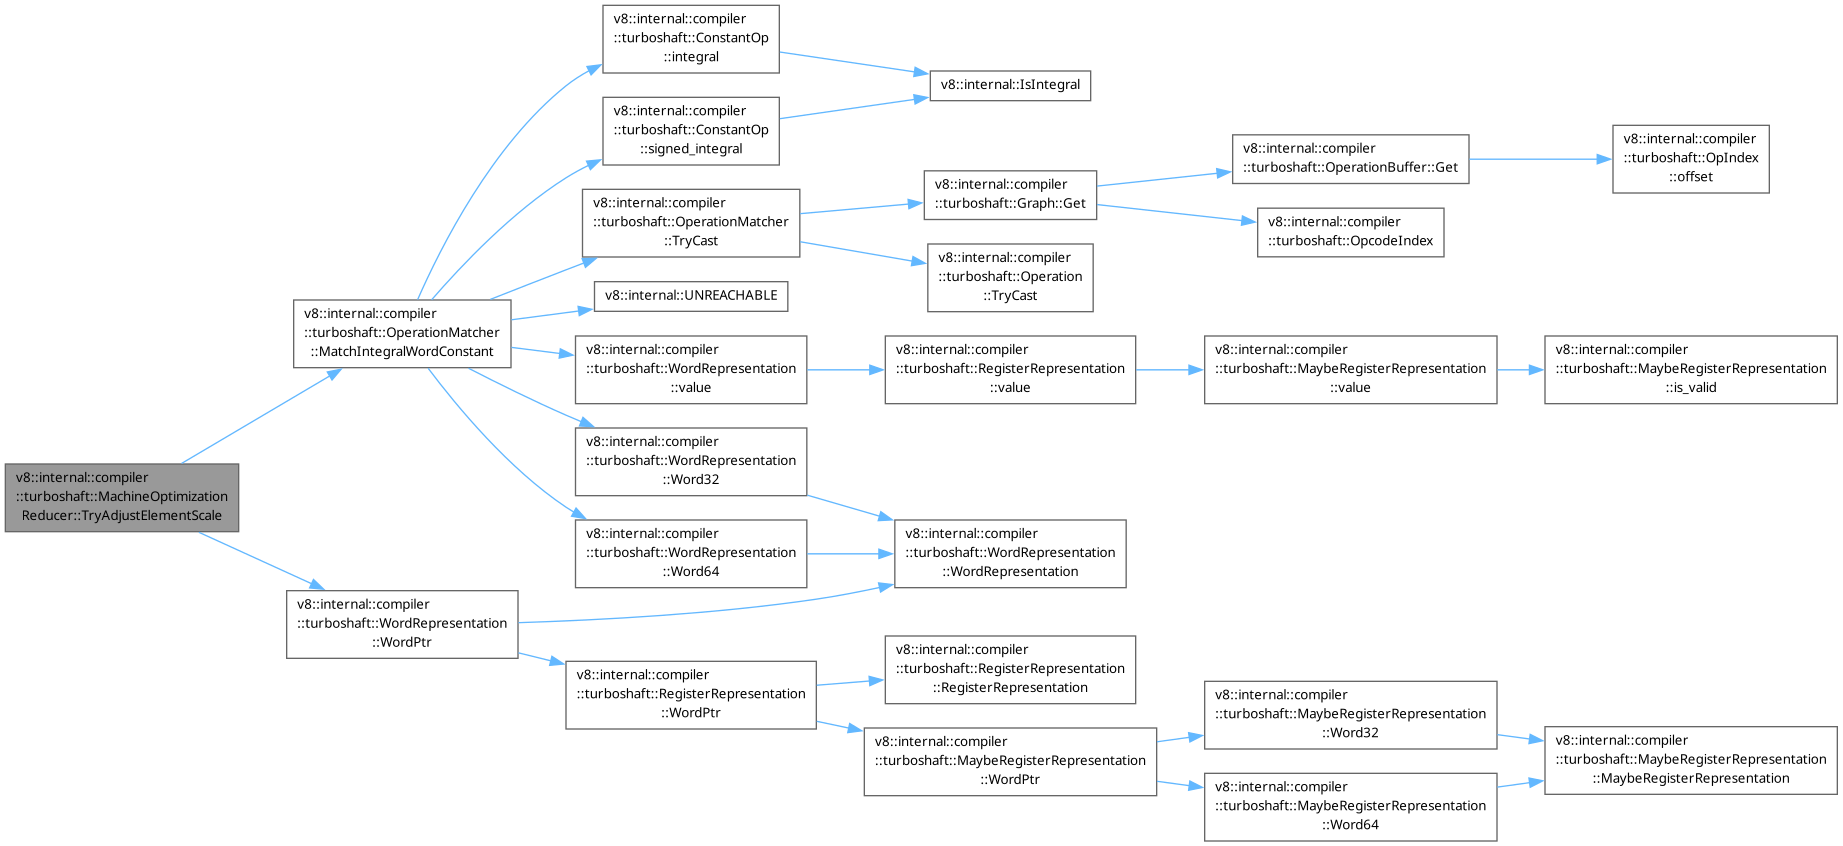 v8::internal::compiler
::turboshaft::MachineOptimization
Reducer::TryAdjustElementScale
v8::internal::compiler
::turboshaft::OperationMatcher
::MatchIntegralWordConstant
v8::internal::compiler
::turboshaft::WordRepresentation
::WordPtr
v8::internal::compiler
::turboshaft::ConstantOp
::integral
v8::internal::compiler
::turboshaft::ConstantOp
::signed_integral
v8::internal::compiler
::turboshaft::OperationMatcher
::TryCast
v8::internal::UNREACHABLE
v8::internal::compiler
::turboshaft::WordRepresentation
::value
v8::internal::compiler
::turboshaft::WordRepresentation
::Word32
v8::internal::compiler
::turboshaft::WordRepresentation
::Word64
v8::internal::compiler
::turboshaft::RegisterRepresentation
::WordPtr
v8::internal::IsIntegral
v8::internal::compiler
::turboshaft::Graph::Get
v8::internal::compiler
::turboshaft::Operation
::TryCast
v8::internal::compiler
::turboshaft::RegisterRepresentation
::value
v8::internal::compiler
::turboshaft::WordRepresentation
::WordRepresentation
v8::internal::compiler
::turboshaft::RegisterRepresentation
::RegisterRepresentation
v8::internal::compiler
::turboshaft::MaybeRegisterRepresentation
::WordPtr
v8::internal::compiler
::turboshaft::OperationBuffer::Get
v8::internal::compiler
::turboshaft::OpcodeIndex
v8::internal::compiler
::turboshaft::MaybeRegisterRepresentation
::value
v8::internal::compiler
::turboshaft::MaybeRegisterRepresentation
::Word32
v8::internal::compiler
::turboshaft::MaybeRegisterRepresentation
::Word64
v8::internal::compiler
::turboshaft::OpIndex
::offset
v8::internal::compiler
::turboshaft::MaybeRegisterRepresentation
::is_valid
v8::internal::compiler
::turboshaft::MaybeRegisterRepresentation
::MaybeRegisterRepresentation